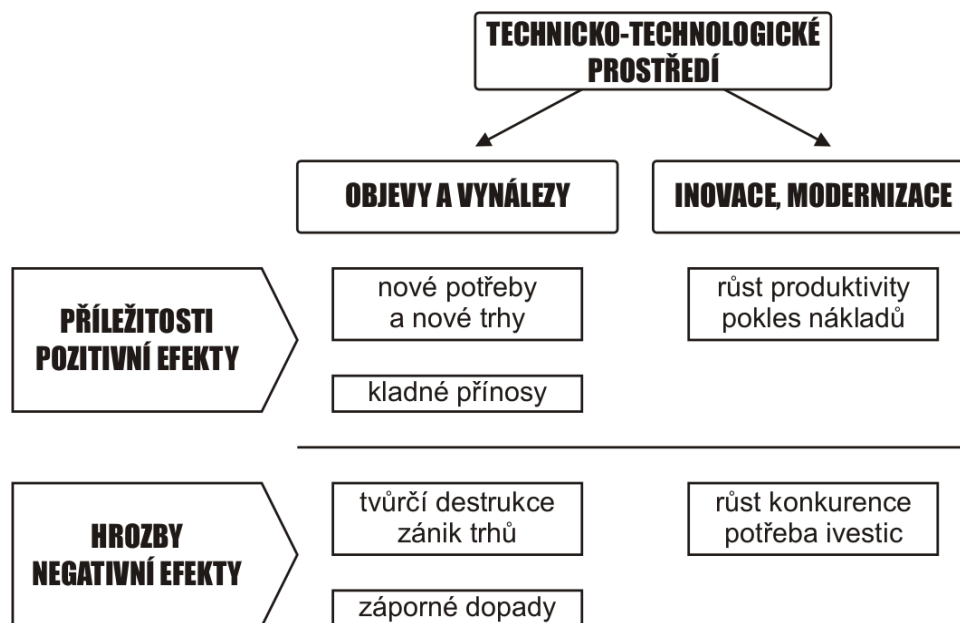 TECHNICKO-TECHNOLOGICKÉ
PROSTŘEDÍ
OBJEVY A VYNÁLEZY
INOVACE, MODERNIZACE
PŘÍLEŽITOSTI
POZITIVNÍ EFEKTY
nové potřeby
a nové trhy
růst produktivity
pokles nákladů
kladné přínosy
HROZBY
NEGATIVNÍ EFEKTY
tvůrčí destrukce
zánik trhů
růst konkurence
potřeba ivestic
záporné dopady